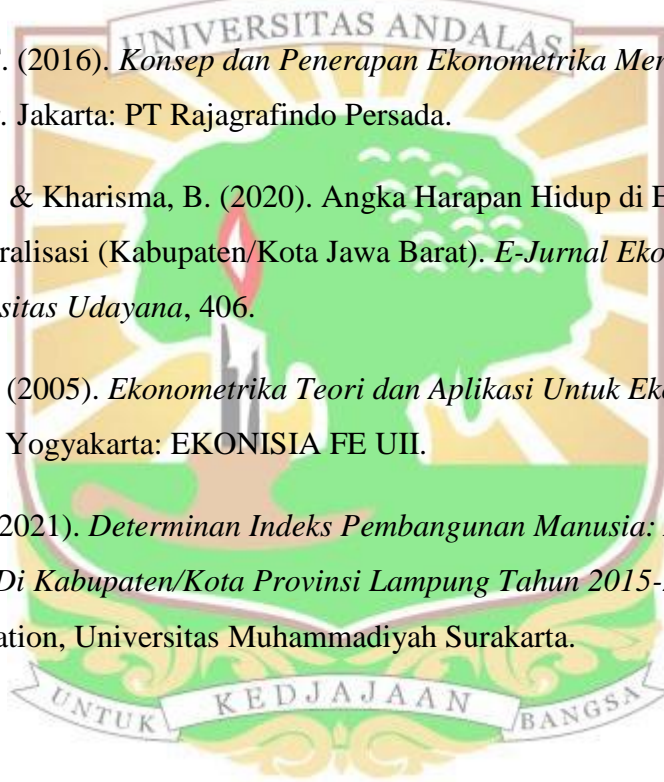 UNIVERSITAS ANDALAS
. (2016). Konsep dan Penerapan Ekonometrika Men
. Jakarta: PT Rajagrafindo Persada.
& Kharisma, B. (2020). Angka Harapan Hidup di E
ralisasi (Kabupaten/Kota Jawa Barat). E-Jurnal Eko
sitas Udayana, 406.
(2005). Ekonometrika Teori dan Aplikasi Untuk Eko
Yogyakarta: EKONISIA FE UII.
2021). Determinan Indeks Pembangunan Manusia:
Di Kabupaten/Kota Provinsi Lampung Tahun 2015-
ation, Universitas Muhammadiyah Surakarta.
UNTUK KEDJAJAAN BANGSA